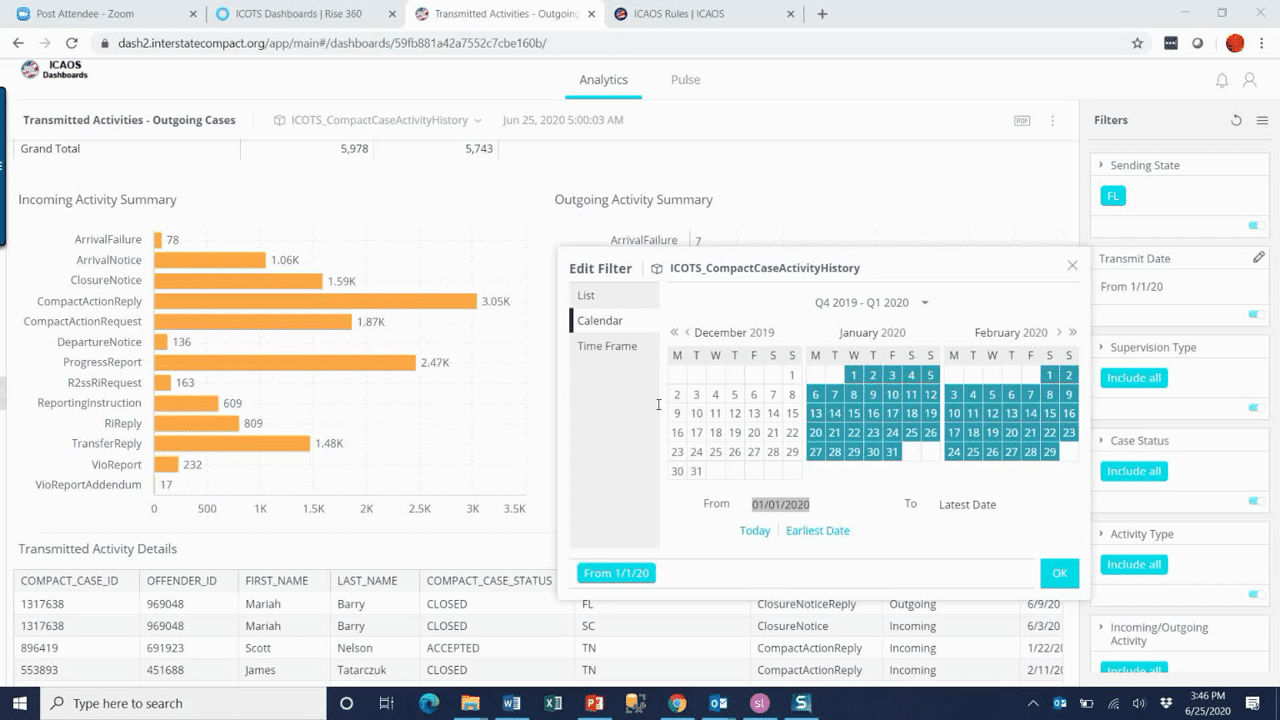 Post Attendee - Zoom
ICOTS Dashboards | Rise 360
Transmitted Activities - Outgoing
ICAOS Rules | ICAOS
dash2.interstatecompact.org/app/main#/dashboards/59fb881a42a7552c7cbe160b/
ICAOS
Dashboards
Analytics
Pulse
Transmitted Activities - Outgoing Cases
ICOTS_CompactCaseActivityHistory
Jun 25, 2020 5:00:03 AM
PDF
Grand Total 5,978 5,743
Incoming Activity Summary
ArrivalFailure 78
ArrivalNotice 1.06K
ClosureNotice 1.59K
CompactActionReply 3.05K
CompactActionRequest 1.87K
DepartureNotice 136
ProgressReport 2.47K
R2ssRiRequest 163
ReportingInstruction 609
RiReply 809
TransferReply 1.48K
VioReport 232
VioReportAddendum 17
0 500 1K 1.5K 2K 2.5K 3K 3.5K
Outgoing Activity Summary
ArrivalFailure 7
Edit Filter
ICOTS_CompactCaseActivityHistory
List
Calendar
Time Frame
Q4 2019 - Q1 2020
« ‹ December 2019
M T W T F S S
1
2 3 4 5 6 7 8
9 10 11 12 13 14 15
16 17 18 19 20 21 22
23 24 25 26 27 28 29
30 31
January 2020
M T W T F S S
1 2 3 4 5
6 7 8 9 10 11 12
13 14 15 16 17 18 19
20 21 22 23 24 25 26
27 28 29 30 31
February 2020 › »
M T W T F S S
1 2
3 4 5 6 7 8 9
10 11 12 13 14 15 16
17 18 19 20 21 22 23
24 25 26 27 28 29
From 01/01/2020 To Latest Date
Today Earliest Date
From 1/1/20
OK
Filters
Sending State
FL
Transmit Date
From 1/1/20
Supervision Type
Include all
Case Status
Include all
Activity Type
Include all
Incoming/Outgoing
Activity
Include all
Transmitted Activity Details
COMPACT_CASE_ID OFFENDER_ID FIRST_NAME LAST_NAME COMPACT_CASE_STATUS
1317638 969048 Mariah Barry CLOSED FL ClosureNoticeReply Outgoing 6/9/20
1317638 969048 Mariah Barry CLOSED SC ClosureNotice Incoming 6/3/20
896419 691923 Scott Nelson ACCEPTED TN CompactActionReply Incoming 1/22/2
553893 451688 James Tatarczuk CLOSED TN CompactActionReply Incoming 2/11/2
Type here to search
3:46 PM
6/25/2020